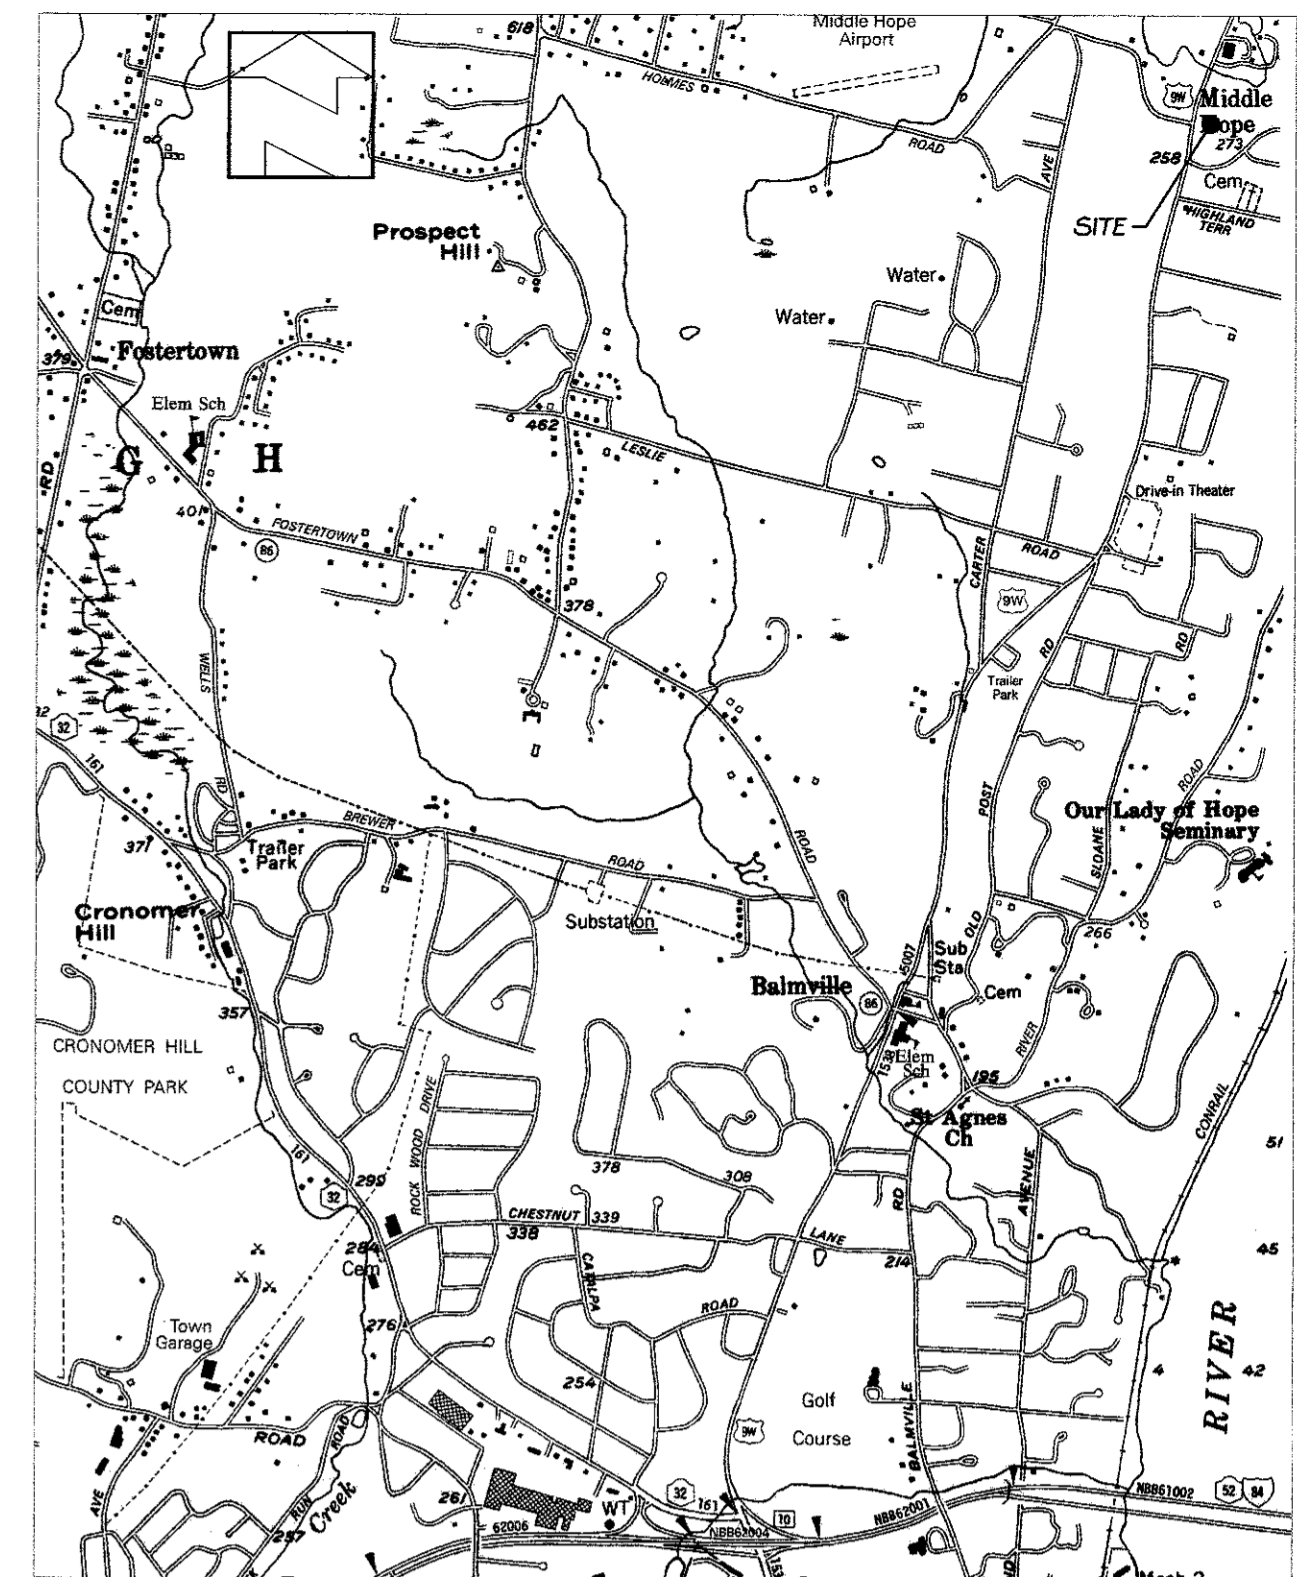 618
Middle Hope
Airport
HOLMES
ROAD
9W
Middle
Hope
273
258
Cem
HIGHLAND
TERR
SITE
AVE
Prospect
Hill
Water
Water
Cem
379
Fostertown
Elem Sch
G H
RD
462
LESLIE
401
FOSTERTOWN
86
Drive-in Theater
ROAD
CARTER
9W
378
RD
RD
WELLS
RD
Trailer
Park
32
161
ROAD
POST
SLOANE
Our Lady of Hope
Seminary
371
BREWER
Trailer
Park
ROAD
ROAD
Cronomer
Hill
Substation
OLD
266
5007
Sub
Sta
Balmville
86
Cem
357
CRONOMER HILL
COUNTY PARK
RIVER
1538
Elem
Sch
195
St Agnes
Ch
CONRAIL
51
DRIVE
WOOD
ROCK
161
299
32
378
308
CHESTNUT
339
338
LANE
RD
AVENUE
214
284
Cem
45
CATALPA
ROAD
276
Town
Garage
254
Golf
Course
4
42
RIVER
9W
BALMVILLE
ROAD
ROAD
RUN
Creek
AVE
257
261
WT
62006
32
161
NBB62004
10
NBB62001
NBB61002
52
84